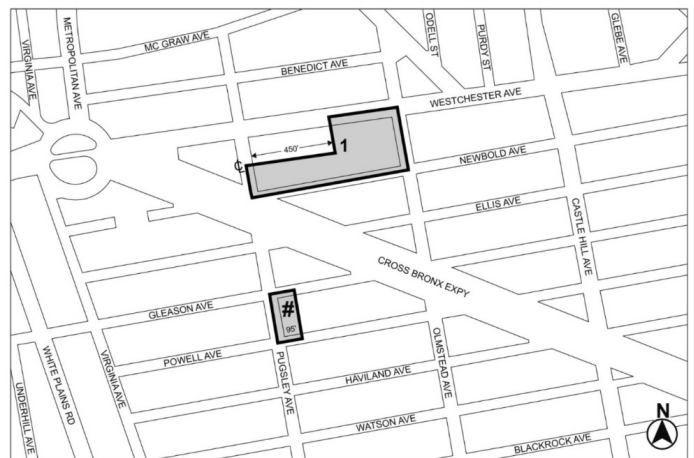 VIRGINIA AVE
METROPOLITAN AVE
MC GRAW AVE
BENEDICT AVE
ODELL ST
PURDY ST
GLEBE AVE
WESTCHESTER AVE
450'
1
C
NEWBOLD AVE
ELLIS AVE
CASTLE HILL AVE
CROSS BRONX EXPY
GLEASON AVE
#
95'
POWELL AVE
PUGSLEY AVE
OLMSTEAD AVE
HAVILAND AVE
WATSON AVE
BLACKROCK AVE
VIRGINIA AVE
WHITE PLAINS RD
UNDERHILL AVE
N